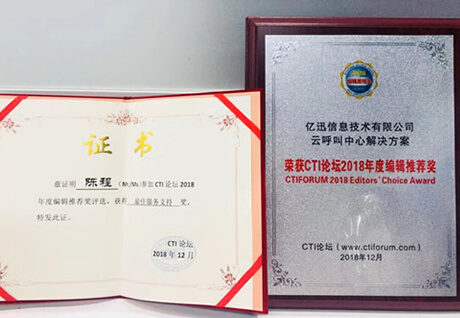 证书
兹证明 陈程 (Mr/Ms)参加CTI论坛2018
年度编辑推荐奖评选，获得 最佳服务支持 奖，
特发此证。
CTI论坛
2018年12月
亿迅信息技术有限公司
云呼叫中心解决方案
荣获CTI论坛2018年度编辑推荐奖
CTIFORUM 2018 Editors' Choice Award
CTI论坛（www.ctiforum.com）
2018年12月